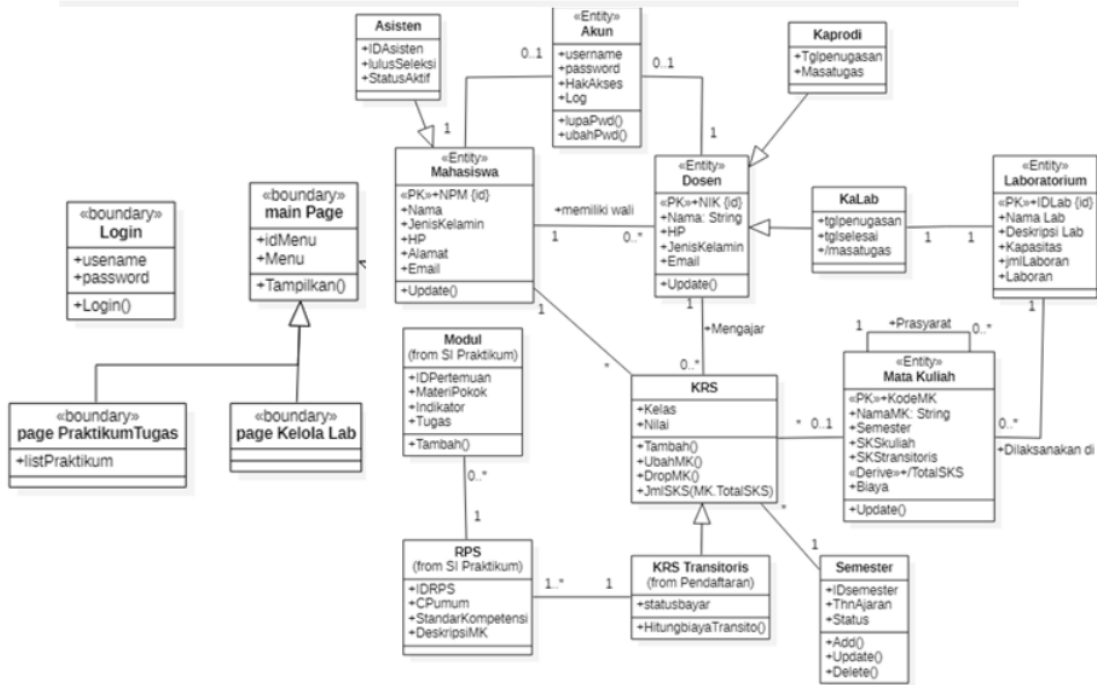 Asisten
+IDAsisten
+lulusSeleksi
+StatusAktif
«Entity»
Akun
+username
+password
+HakAkses
+Log
+lupaPwd()
+ubahPwd()
Kaprodi
+Tglpenugasan
+Masatugas
0..1
0..1
1
1
«Entity»
Mahasiswa
«PK»+NPM {id}
+Nama
+JenisKelamin
+HP
+Alamat
+Email
+Update()
+memiliki wali
1
0..*
«Entity»
Dosen
«PK»+NIK {id}
+Nama: String
+HP
+JenisKelamin
+Email
+Update()
KaLab
+tglpenugasan
+tglselesai
+/masatugas
1
1
«Entity»
Laboratorium
«PK»+IDLab {id}
+Nama Lab
+Deskripsi Lab
+Kapasitas
+jmlLaboran
+Laboran
«boundary»
Login
+usename
+password
+Login()
«boundary»
main Page
+idMenu
+Menu
+Tampilkan()
«boundary»
page PraktikumTugas
+listPraktikum
«boundary»
page Kelola Lab
1
*
1
+Mengajar
0..*
1
+Prasyarat
0..*
1
0..*
+Dilaksanakan di
Modul
(from SI Praktikum)
+IDPertemuan
+MateriPokok
+Indikator
+Tugas
+Tambah()
0..*
1
KRS
+Kelas
+Nilai
+Tambah()
+UbahMK()
+DropMK()
+JmlSKS(MK.TotalSKS)
*
0..1
«Entity»
Mata Kuliah
«PK»+KodeMK
+NamaMK: String
+Semester
+SKSkuliah
+SKStransitoris
«Derive»+/TotalSKS
+Biaya
+Update()
RPS
(from SI Praktikum)
+IDRPS
+CPumum
+StandarKompetensi
+DeskripsiMK
1..*
1
KRS Transitoris
(from Pendaftaran)
+statusbayar
+HitungbiayaTransito()
*
1
Semester
+IDsemester
+ThnAjaran
+Status
+Add()
+Update()
+Delete()